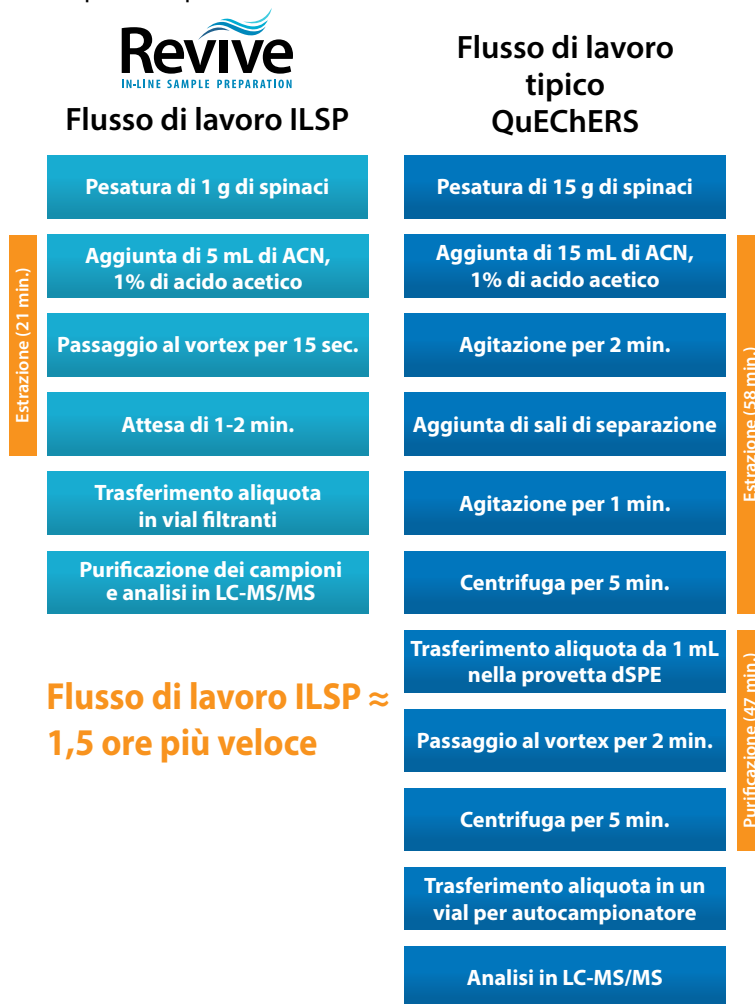 Revive
IN-LINE SAMPLE PREPARATION
Flusso di lavoro ILSP
Pesatura di 1 g di spinaci
Estrazione (21 min.)
Aggiunta di 5 mL di ACN,
1% di acido acetico
Passaggio al vortex per 15 sec.
Attesa di 1-2 min.
Trasferimento aliquota
in vial filtranti
Purificazione dei campioni
e analisi in LC-MS/MS
Flusso di lavoro ILSP ≈
1,5 ore più veloce
Flusso di lavoro
tipico
QuEChERS
Pesatura di 15 g di spinaci
Estrazione (58 min.)
Aggiunta di 15 mL di ACN,
1% di acido acetico
Agitazione per 2 min.
Aggiunta di sali di separazione
Agitazione per 1 min.
Centrifuga per 5 min.
Purificazione (47 min.)
Trasferimento aliquota da 1 mL
nella provetta dSPE
Passaggio al vortex per 2 min.
Centrifuga per 5 min.
Trasferimento aliquota in un
vial per autocampionatore
Analisi in LC-MS/MS